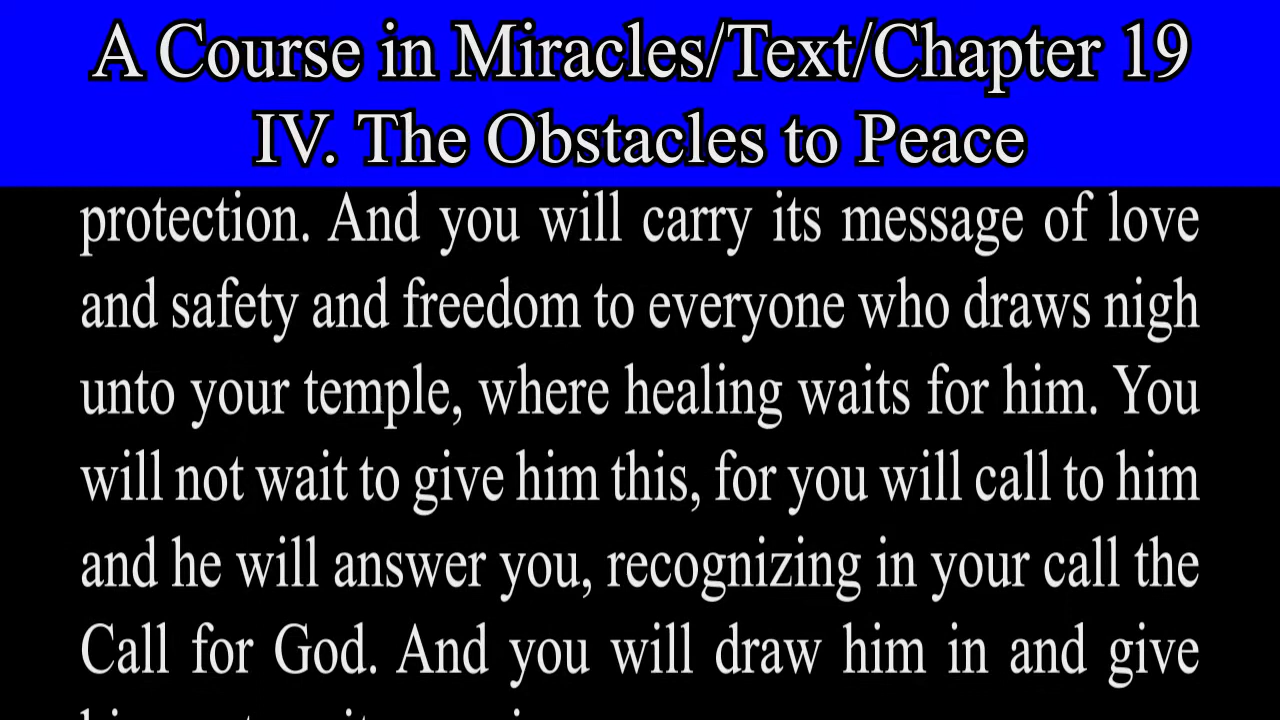 A Course in Miracles/Text/Chapter 19
IV. The Obstacles to Peace
protection. And you will carry its message of love
and safety and freedom to everyone who draws nigh
unto your temple, where healing waits for him. You
will not wait to give him this, for you will call to him
and he will answer you, recognizing in your call the
Call for God. And you will draw him in and give